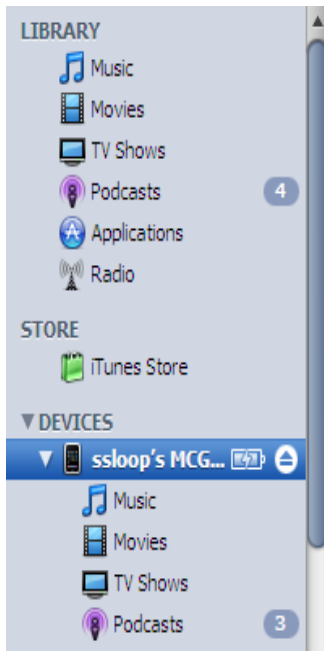 LIBRARY
Music
Movies
TV Shows
Podcasts 4
Applications
Radio
STORE
iTunes Store
DEVICES
ssloop's MCG...
Music
Movies
TV Shows
Podcasts 3